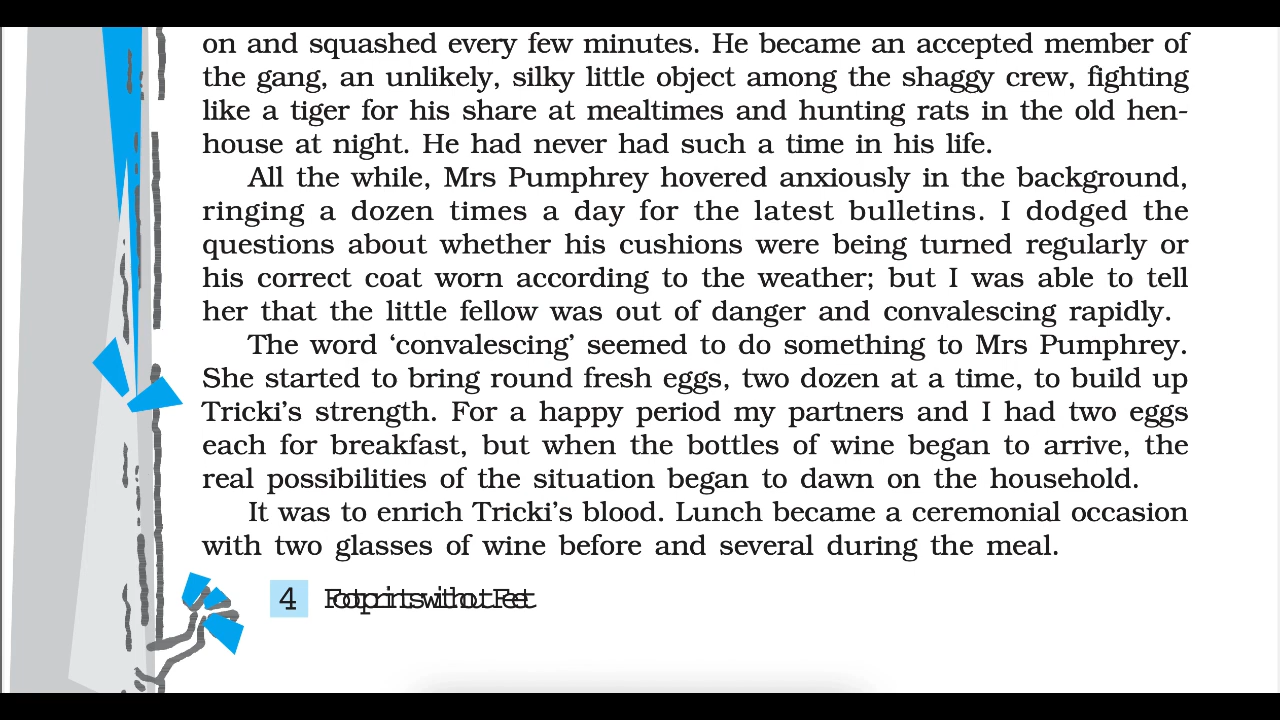 on and squashed every few minutes. He became an accepted member of
the gang, an unlikely, silky little object among the shaggy crew, fighting
like a tiger for his share at mealtimes and hunting rats in the old hen-
house at night. He had never had such a time in his life.
All the while, Mrs Pumphrey hovered anxiously in the background,
ringing a dozen times a day for the latest bulletins. I dodged the
questions about whether his cushions were being turned regularly or
his correct coat worn according to the weather; but I was able to tell
her that the little fellow was out of danger and convalescing rapidly.
The word ‘convalescing’ seemed to do something to Mrs Pumphrey.
She started to bring round fresh eggs, two dozen at a time, to build up
Tricki’s strength. For a happy period my partners and I had two eggs
each for breakfast, but when the bottles of wine began to arrive, the
real possibilities of the situation began to dawn on the household.
It was to enrich Tricki’s blood. Lunch became a ceremonial occasion
with two glasses of wine before and several during the meal.
4 Footprints without Feet